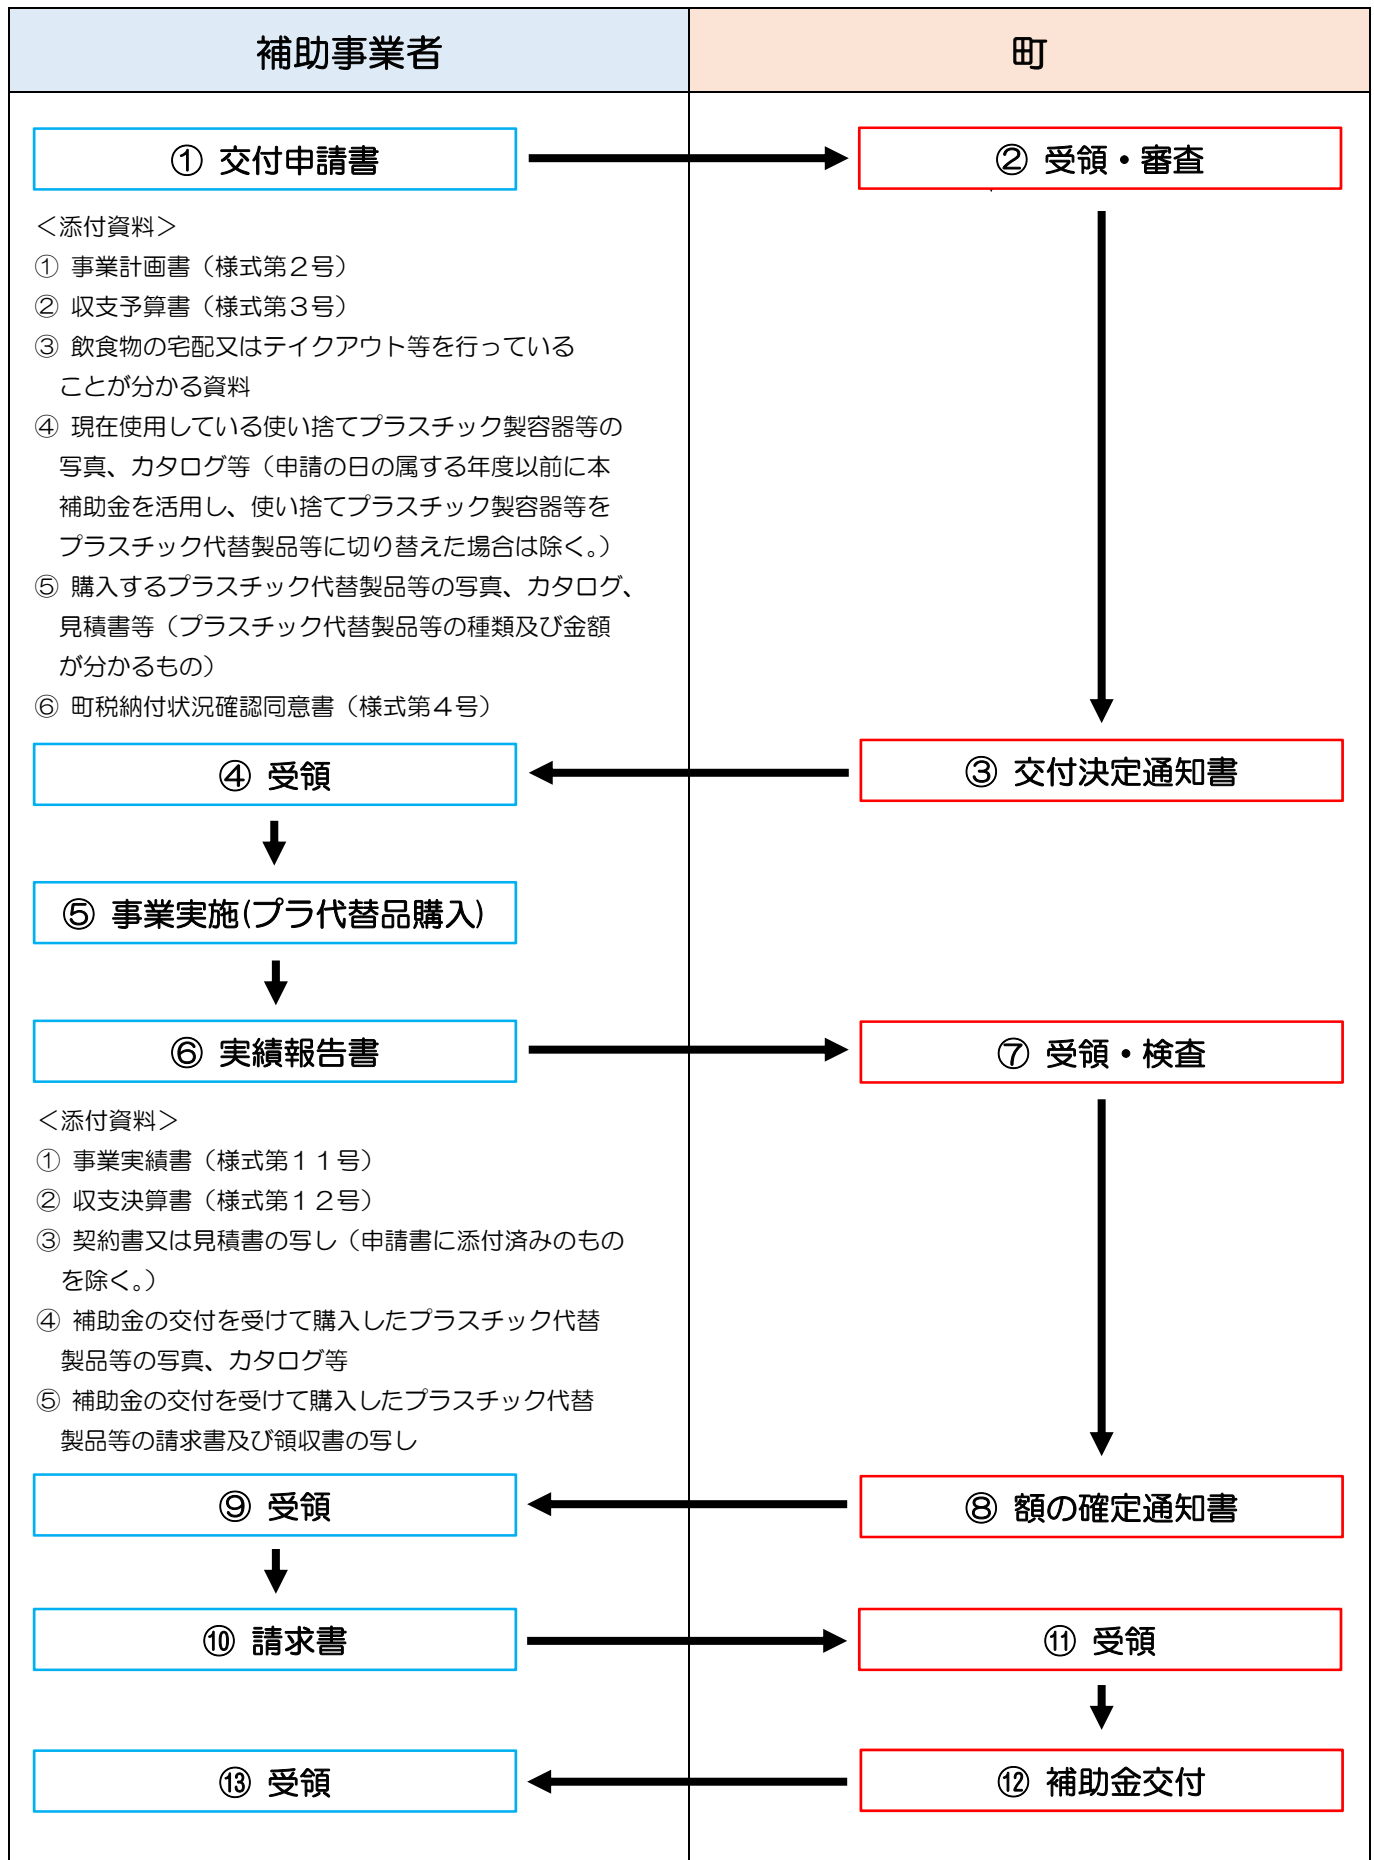 補助事業者
町
① 交付申請書
② 受領・審査
＜添付資料＞
① 事業計画書（様式第２号）
② 収支予算書（様式第３号）
③ 飲食物の宅配又はテイクアウト等を行っている
ことが分かる資料
④ 現在使用している使い捨てプラスチック製容器等の
写真、カタログ等（申請の日の属する年度以前に本
補助金を活用し、使い捨てプラスチック製容器等を
プラスチック代替製品等に切り替えた場合は除く。）
⑤ 購入するプラスチック代替製品等の写真、カタログ、
見積書等（プラスチック代替製品等の種類及び金額
が分かるもの）
⑥ 町税納付状況確認同意書（様式第４号）
④ 受領
③ 交付決定通知書
⑤ 事業実施(プラ代替品購入)
⑥ 実績報告書
⑦ 受領・検査
＜添付資料＞
① 事業実績書（様式第１１号）
② 収支決算書（様式第１２号）
③ 契約書又は見積書の写し（申請書に添付済みのもの
を除く。）
④ 補助金の交付を受けて購入したプラスチック代替
製品等の写真、カタログ等
⑤ 補助金の交付を受けて購入したプラスチック代替
製品等の請求書及び領収書の写し
⑨ 受領
⑧ 額の確定通知書
⑩ 請求書
⑪ 受領
⑬ 受領
⑫ 補助金交付